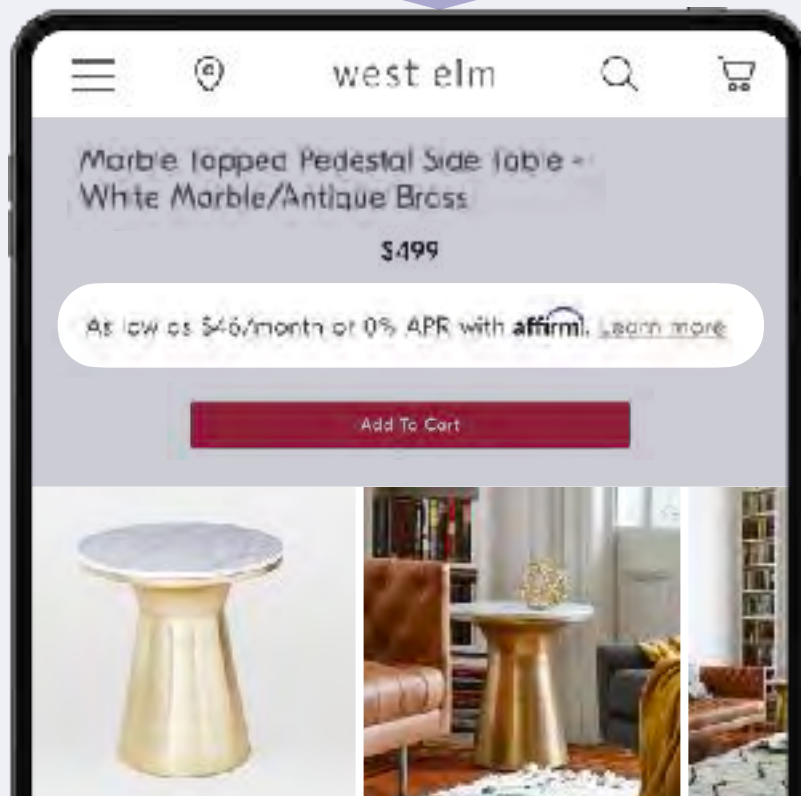 west elm
Marble Topped Pedestal Side Table -
White Marble/Antique Brass
$499
As low as $46/month or 0% APR with affirm. Learn more
Add To Cart